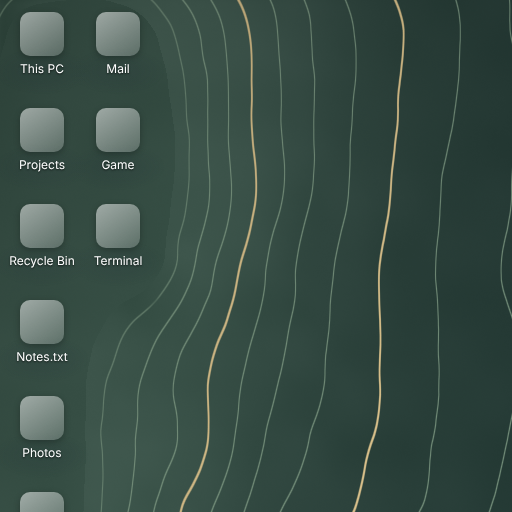 This PC
Mail
Projects
Game
Recycle Bin
Terminal
Notes.txt
Photos